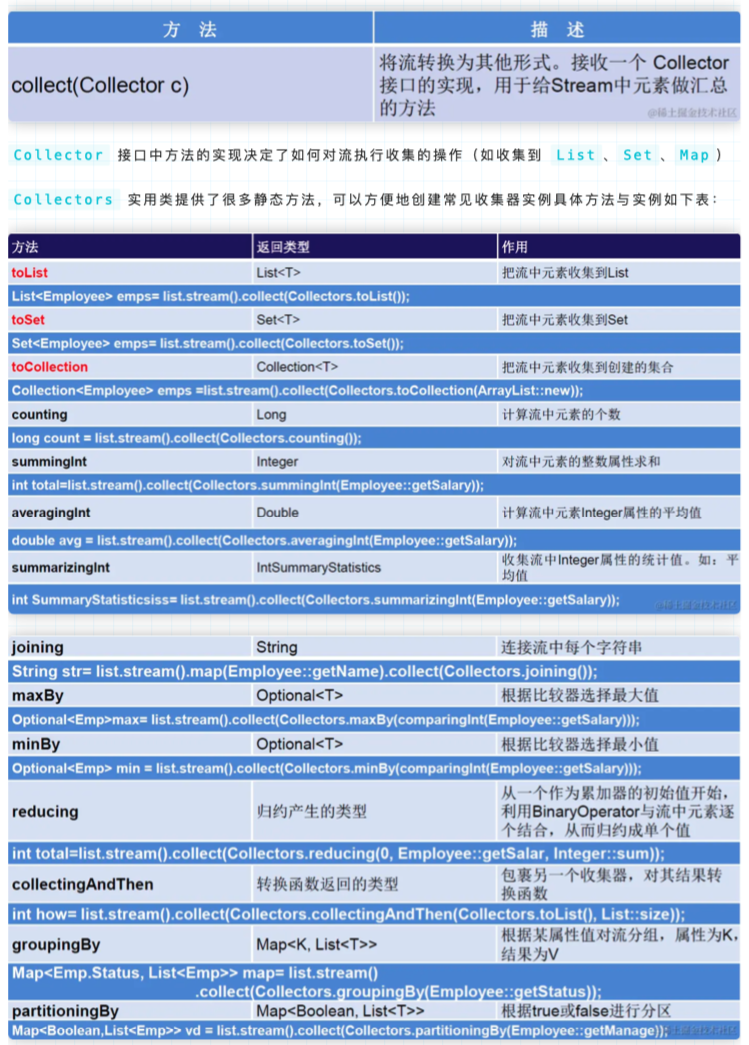 方 法 描 述
collect(Collector c) 将流转换为其他形式。接收一个 Collector
接口的实现，用于给Stream中元素做汇总
的方法
@稀土掘金技术社区
Collector 接口中方法的实现决定了如何对流执行收集的操作（如收集到 List 、Set 、Map ）
Collectors 实用类提供了很多静态方法，可以方便地创建常见收集器实例具体方法与实例如下表：
方法 返回类型 作用
toList List<T> 把流中元素收集到List
List<Employee> emps= list.stream().collect(Collectors.toList());
toSet Set<T> 把流中元素收集到Set
Set<Employee> emps= list.stream().collect(Collectors.toSet());
toCollection Collection<T> 把流中元素收集到创建的集合
Collection<Employee> emps =list.stream().collect(Collectors.toCollection(ArrayList::new));
counting Long 计算流中元素的个数
long count = list.stream().collect(Collectors.counting());
summingInt Integer 对流中元素的整数属性求和
int total=list.stream().collect(Collectors.summingInt(Employee::getSalary));
averagingInt Double 计算流中元素Integer属性的平均值
double avg = list.stream().collect(Collectors.averagingInt(Employee::getSalary));
summarizingInt IntSummaryStatistics 收集流中Integer属性的统计值。如：平
均值
int SummaryStatisticsiss= list.stream().collect(Collectors.summarizingInt(Employee::getSalary));
@稀土掘金技术社区
joining String 连接流中每个字符串
String str= list.stream().map(Employee::getName).collect(Collectors.joining());
maxBy Optional<T> 根据比较器选择最大值
Optional<Emp>max= list.stream().collect(Collectors.maxBy(comparingInt(Employee::getSalary)));
minBy Optional<T> 根据比较器选择最小值
Optional<Emp> min = list.stream().collect(Collectors.minBy(comparingInt(Employee::getSalary)));
reducing 归约产生的类型 从一个作为累加器的初始值开始，
利用BinaryOperator与流中元素逐
个结合，从而归约成单个值
int total=list.stream().collect(Collectors.reducing(0, Employee::getSalar, Integer::sum));
collectingAndThen 转换函数返回的类型 包裹另一个收集器，对其结果转
换函数
int how= list.stream().collect(Collectors.collectingAndThen(Collectors.toList(), List::size));
groupingBy Map<K, List<T>> 根据某属性值对流分组，属性为K，
结果为V
Map<Emp.Status, List<Emp>> map= list.stream()
.collect(Collectors.groupingBy(Employee::getStatus));
partitioningBy Map<Boolean, List<T>> 根据true或false进行分区
Map<Boolean,List<Emp>> vd = list.stream().collect(Collectors.partitioningBy(Employee::getManage));
@稀土掘金技术社区